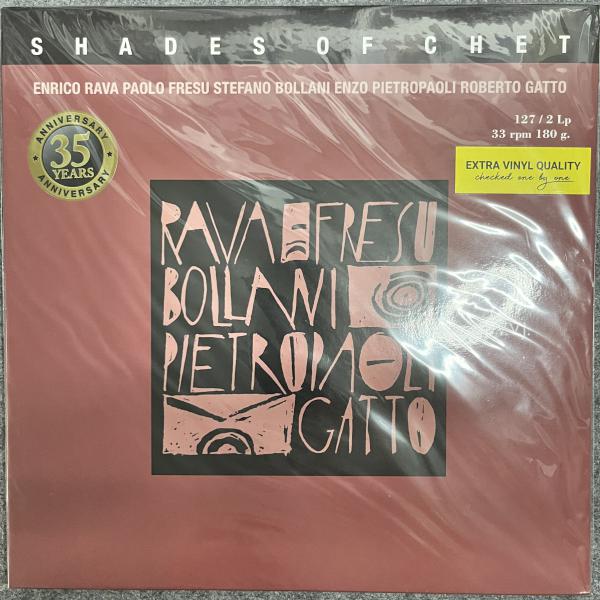 SHADES OF CHET
ENRICO RAVA PAOLO FRESU STEFANO BOLLANI ENZO PIETROPAOLI ROBERTO GATTO
127 / 2 Lp
33 rpm 180 g.
ANNIVERSARY
35
YEARS
ANNIVERSARY
EXTRA VINYL QUALITY
checked one by one
RAVA FRESU
BOLLANI
PIETROPAOLI
GATTO